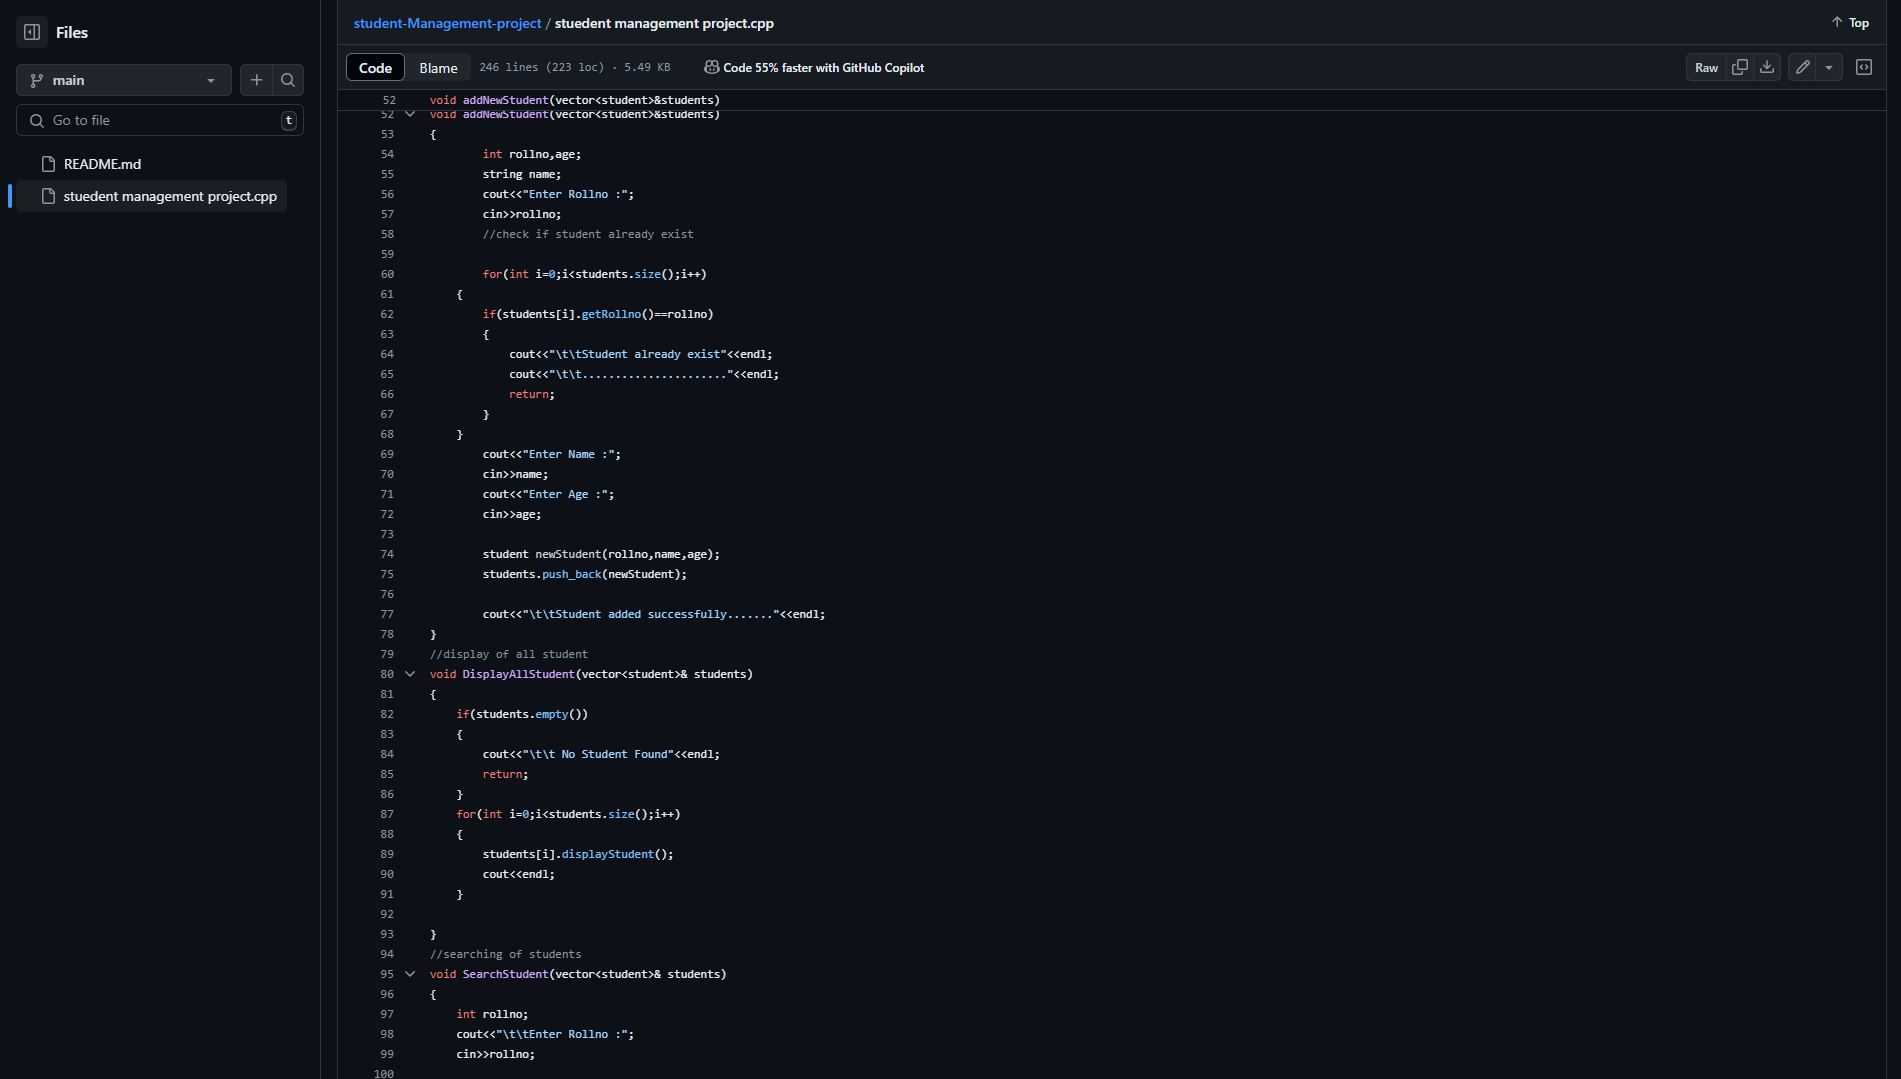 Files
main
Go to file
t
README.md
stuedent management project.cpp
student-Management-project / stuedent management project.cpp
Top
Code
Blame
246 lines (223 loc) · 5.49 KB
Code 55% faster with GitHub Copilot
Raw
52 void addNewStudent(vector<student>&students)
52 void addNewStudent(vector<student>&students)
53 {
54 int rollno,age;
55 string name;
56 cout<<"Enter Rollno :";
57 cin>>rollno;
58 //check if student already exist
59
60 for(int i=0;i<students.size();i++)
61 {
62 if(students[i].getRollno()==rollno)
63 {
64 cout<<"\t\tStudent already exist"<<endl;
65 cout<<"\t\t......................"<<endl;
66 return;
67 }
68 }
69 cout<<"Enter Name :";
70 cin>>name;
71 cout<<"Enter Age :";
72 cin>>age;
73
74 student newStudent(rollno,name,age);
75 students.push_back(newStudent);
76
77 cout<<"\t\tStudent added successfully......."<<endl;
78 }
79 //display of all student
80 void DisplayAllStudent(vector<student>& students)
81 {
82 if(students.empty())
83 {
84 cout<<"\t\t No Student Found"<<endl;
85 return;
86 }
87 for(int i=0;i<students.size();i++)
88 {
89 students[i].displayStudent();
90 cout<<endl;
91 }
92
93 }
94 //searching of students
95 void SearchStudent(vector<student>& students)
96 {
97 int rollno;
98 cout<<"\t\tEnter Rollno :";
99 cin>>rollno;
100